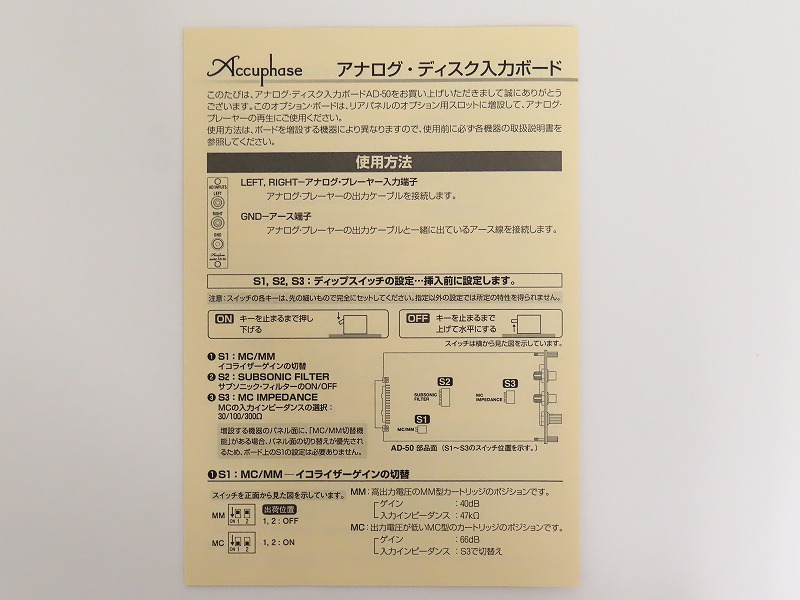 Accuphase アナログ・ディスク入力ボード
このたびは、アナログ・ディスク入力ボードAD-50をお買い上げいただきまして誠にありがとう
ございます。このオプション・ボードは、リアパネルのオプション用スロットに増設して、アナログ・
プレーヤーの再生にご使用ください。
使用方法は、ボードを増設する機器により異なりますので、使用前に必ず各機器の取扱説明書を
参照してください。
使用方法
AD INPUTS
LEFT
RIGHT
GND
Accuphase
LEFT, RIGHT−アナログ・プレーヤー入力端子
アナログ・プレーヤーの出力ケーブルを接続します。
GND−アース端子
アナログ・プレーヤーの出力ケーブルと一緒に出ているアース線を接続します。
S1, S2, S3：ディップスイッチの設定…挿入前に設定します。
注意：スイッチの各キーは、先の細いもので完全にセットしてください。指定以外の設定では所定の特性を得られません。
ON キーを止まるまで押し
下げる
OFF キーを止まるまで
上げて水平にする
スイッチは横から見た図を示しています。
❶ S1：MC/MM
イコライザーゲインの切替
❷ S2：SUBSONIC FILTER
サブソニック・フィルターのON/OFF
❸ S3：MC IMPEDANCE
MCの入力インピーダンスの選択：
30/100/300Ω
増設する機器のパネル面に、「MC/MM切替機
能」がある場合、パネル面の切り替えが優先され
るため、ボード上のS1の設定は必要ありません。
S2
SUBSONIC
FILTER
S3
MC
IMPEDANCE
S1
MC/MM
AD-50 部品面（S1〜S3のスイッチ位置を示す。）
❶S1：MC/MM ― イコライザーゲインの切替
スイッチを正面から見た図を示しています。
MM ON 1 2 出荷位置
1, 2：OFF
MC ON 1 2 1, 2：ON
MM：高出力電圧のMM型カートリッジのポジションです。
ゲイン ：40dB
入力インピーダンス ：47kΩ
MC：出力電圧が低いMC型のカートリッジのポジションです。
ゲイン ：66dB
入力インピーダンス ：S3で切替え